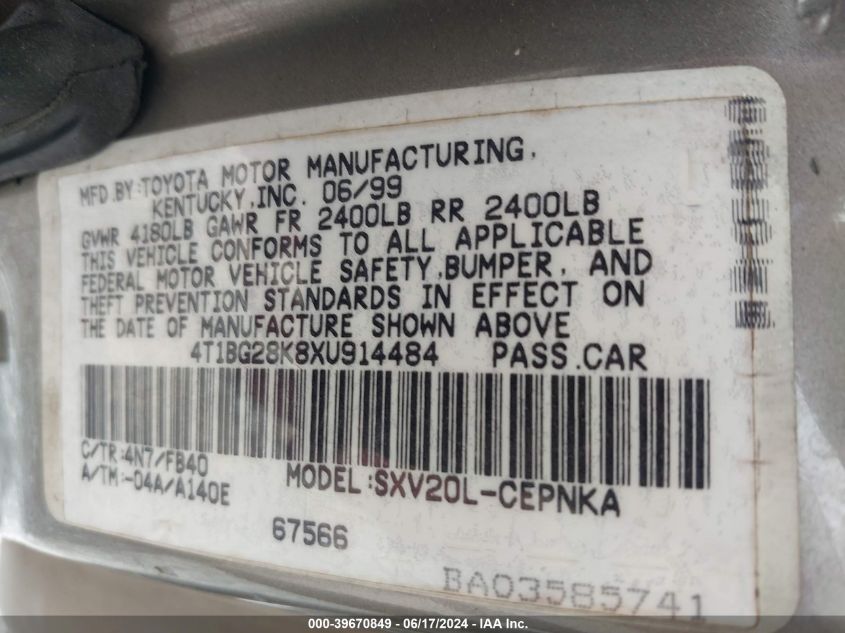 MFD.BY:TOYOTA MOTOR MANUFACTURING,
KENTUCKY,INC. 06/99
GVWR 4180LB GAWR FR 2400LB RR 2400LB
THIS VEHICLE CONFORMS TO ALL APPLICABLE
FEDERAL MOTOR VEHICLE SAFETY,BUMPER, AND
THEFT PREVENTION STANDARDS IN EFFECT ON
THE DATE OF MANUFACTURE SHOWN ABOVE
4T1BG28K8XU914484 PASS.CAR
C/TR:4N7/FB40
A/TM:-04A/A140E
MODEL:SXV20L-CEPNKA
67566
BA03585741
000-39670849 | 06/17/2024 - IAA Inc.